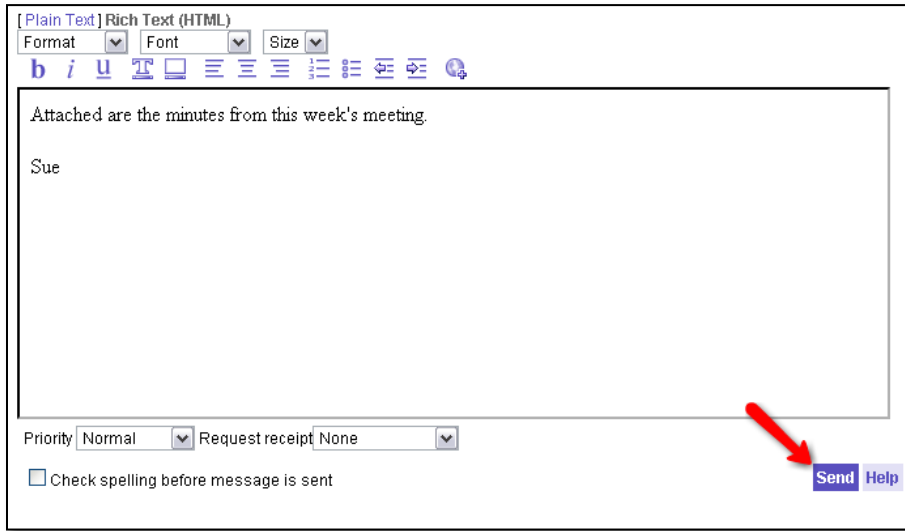 [ Plain Text ] Rich Text (HTML)
Format Font Size
b i u T
Attached are the minutes from this week's meeting.
Sue
Priority Normal Request receipt None
Check spelling before message is sent
Send Help